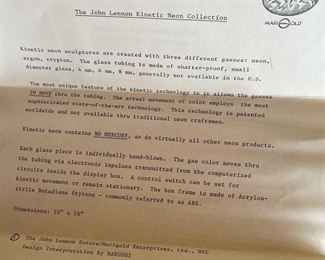 The John Lennon Kinetic Neon Collection
MARIGOLD
Kinetic neon sculptures are created with three different gasses: neon,
argon, crypton. The glass tubing is made of shatter-proof, small
diameter glass, 4 mm, 6 mm, 8 mm, generally not available in the U.S.
The most unique feature of the kinetic technology is it allows the gasses
TO MOVE thru the tubing. The actual movement of color employs the most
sophisticated state-of-the-art technology. This technology is patented
worldwide and not available thru traditional neon craftsmen.
Kinetic neon contains NO MERCURY, as do virtually all other neon products.
Each glass piece is individually hand-blown. The gas color moves thru
the tubing via electronic impulses transmitted from the computerized
circuits inside the display box. A control switch can be set for
kinetic movement or remain stationary. The box frame is made of Acrylon-
itrile Butadiens Styrene - commonly referred to as ABS.
Dimensions: 10" x 16"
© The John Lennon Estate/Marigold Enterprises, Ltd., NYC
Design Interpretation by MARUSHI